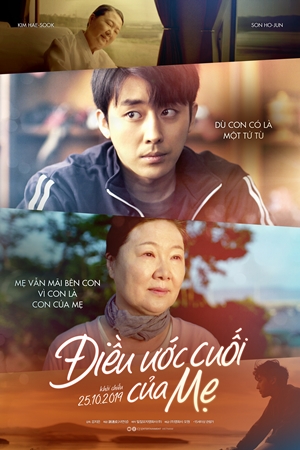 KIM HAE-SOOK
SON HO-JUN
DÙ CON CÓ LÀ
MỘT TỬ TÙ
MẸ VẪN MÃI BÊN CON
VÌ CON LÀ
CON CỦA MẸ
Điều ước cuối
của Mẹ
khởi chiếu
25.10.2019